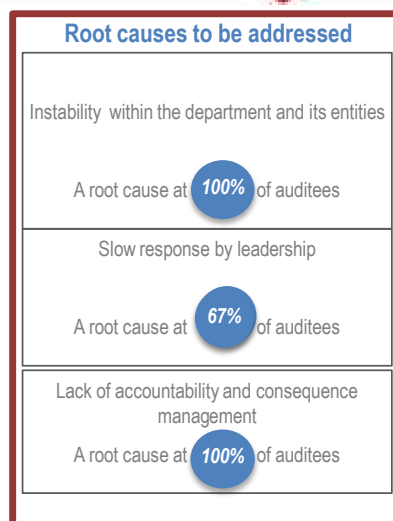 Root causes to be addressed
Instability within the department and its entities
A root cause at 100% of auditees
Slow response by leadership
A root cause at 67% of auditees
Lack of accountability and consequence
management
A root cause at 100% of auditees